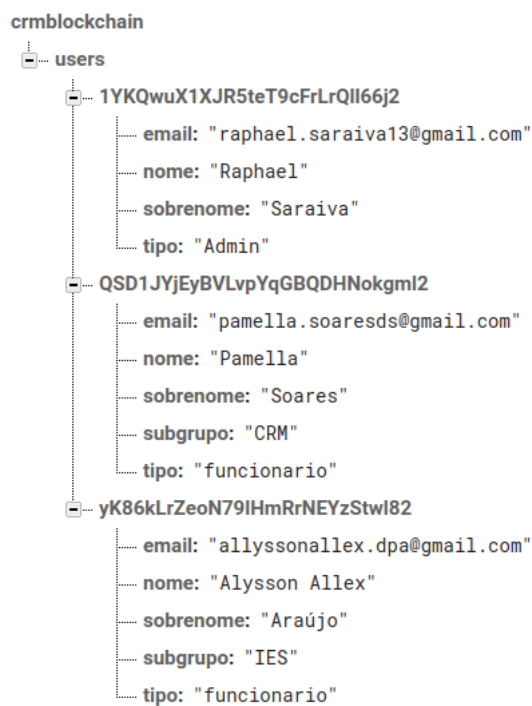 crmblockchain
users
1YKQwuX1XJR5teT9cFrLrQll66j2
email: "raphael.saraiva13@gmail.com"
nome: "Raphael"
sobrenome: "Saraiva"
tipo: "Admin"
QSD1JYjEyBVLvpYqGBQDHNokgml2
email: "pamella.soaresds@gmail.com"
nome: "Pamella"
sobrenome: "Soares"
subgrupo: "CRM"
tipo: "funcionario"
yK86kLrZeoN79lHmRrNEYzStwl82
email: "allyssonallex.dpa@gmail.com"
nome: "Alysson Allex"
sobrenome: "Araújo"
subgrupo: "IES"
tipo: "funcionario"